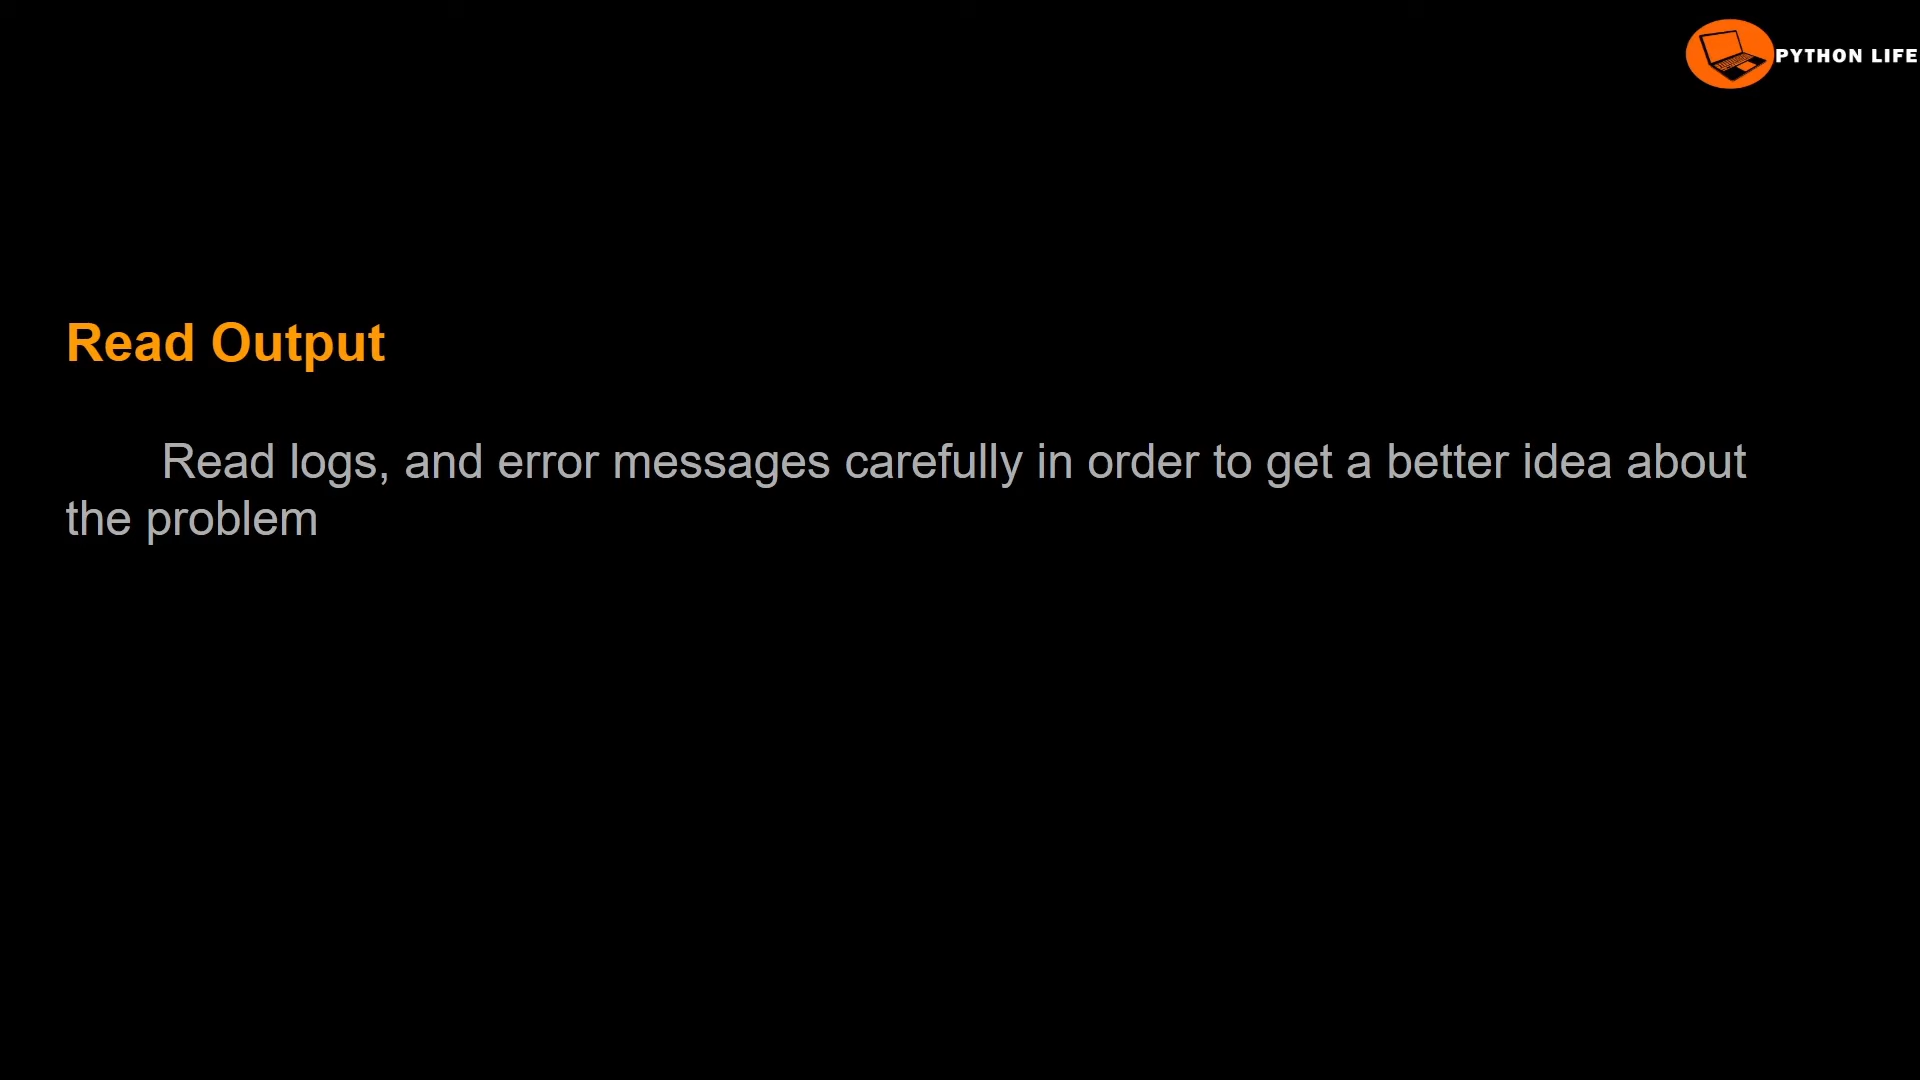 PYTHON LIFE
Read Output
Read logs, and error messages carefully in order to get a better idea about
the problem